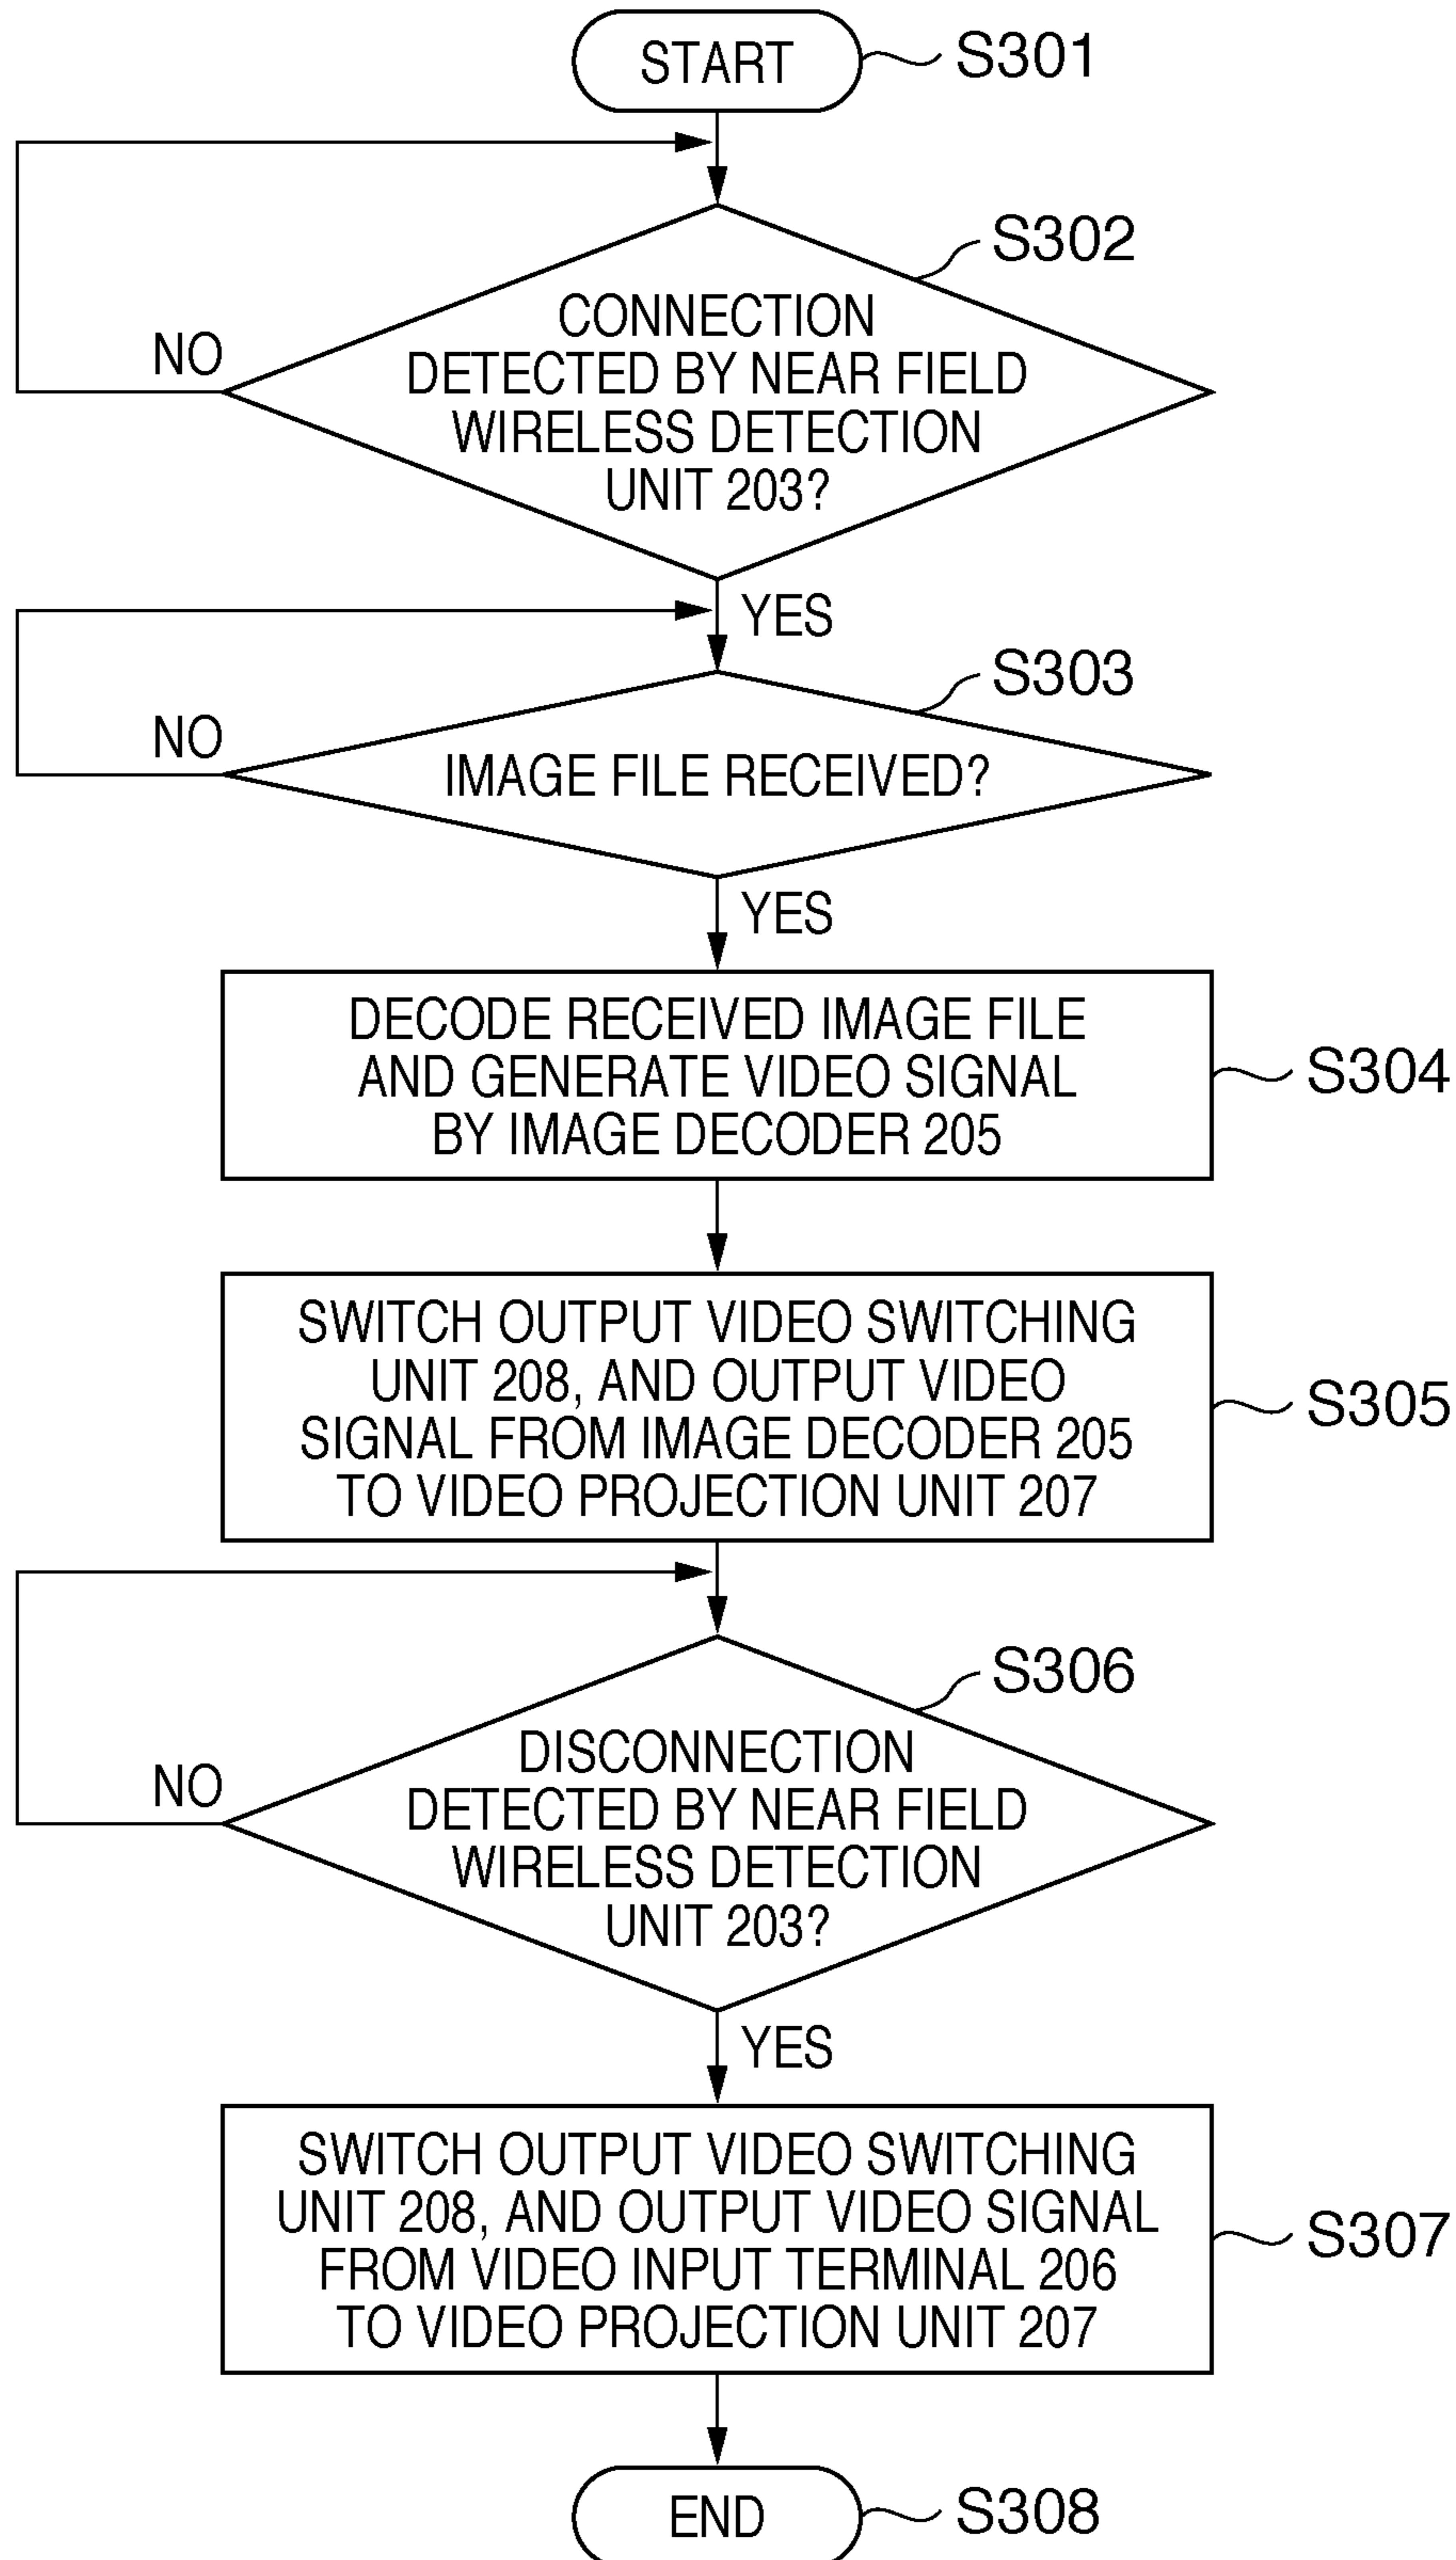 START
S301
S302
CONNECTION
DETECTED BY NEAR FIELD
WIRELESS DETECTION
UNIT 203?
NO
YES
S303
IMAGE FILE RECEIVED?
NO
YES
DECODE RECEIVED IMAGE FILE
AND GENERATE VIDEO SIGNAL
BY IMAGE DECODER 205
S304
SWITCH OUTPUT VIDEO SWITCHING
UNIT 208, AND OUTPUT VIDEO
SIGNAL FROM IMAGE DECODER 205
TO VIDEO PROJECTION UNIT 207
S305
S306
DISCONNECTION
DETECTED BY NEAR FIELD
WIRELESS DETECTION
UNIT 203?
NO
YES
SWITCH OUTPUT VIDEO SWITCHING
UNIT 208, AND OUTPUT VIDEO SIGNAL
FROM VIDEO INPUT TERMINAL 206
TO VIDEO PROJECTION UNIT 207
S307
END
S308